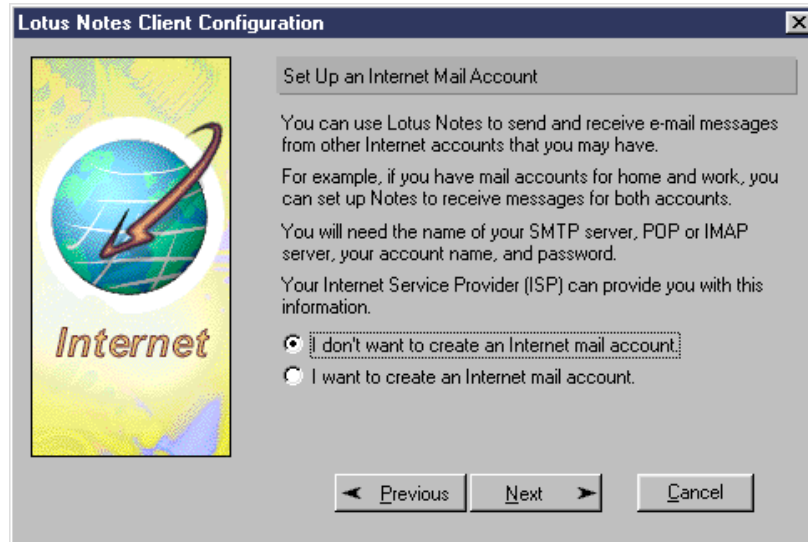 Lotus Notes Client Configuration
Set Up an Internet Mail Account
You can use Lotus Notes to send and receive e-mail messages
from other Internet accounts that you may have.
For example, if you have mail accounts for home and work, you
can set up Notes to receive messages for both accounts.
You will need the name of your SMTP server, POP or IMAP
server, your account name, and password.
Your Internet Service Provider (ISP) can provide you with this
information.
Internet
I don't want to create an Internet mail account.
I want to create an Internet mail account.
Previous
Next
Cancel